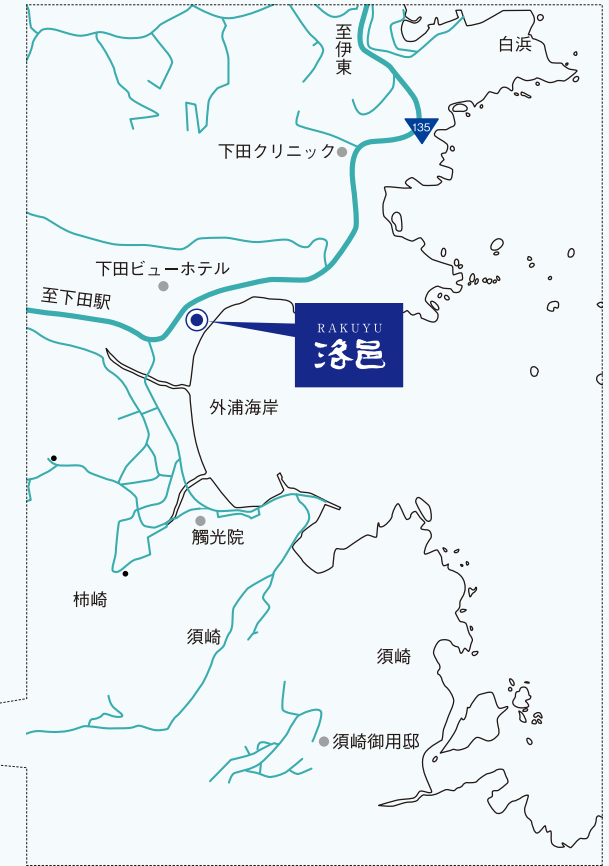 至伊東
白浜
135
下田クリニック
下田ビューホテル
至下田駅
RAKUYU
洛邑
外浦海岸
觸光院
柿崎
須崎
須崎
須崎御用邸